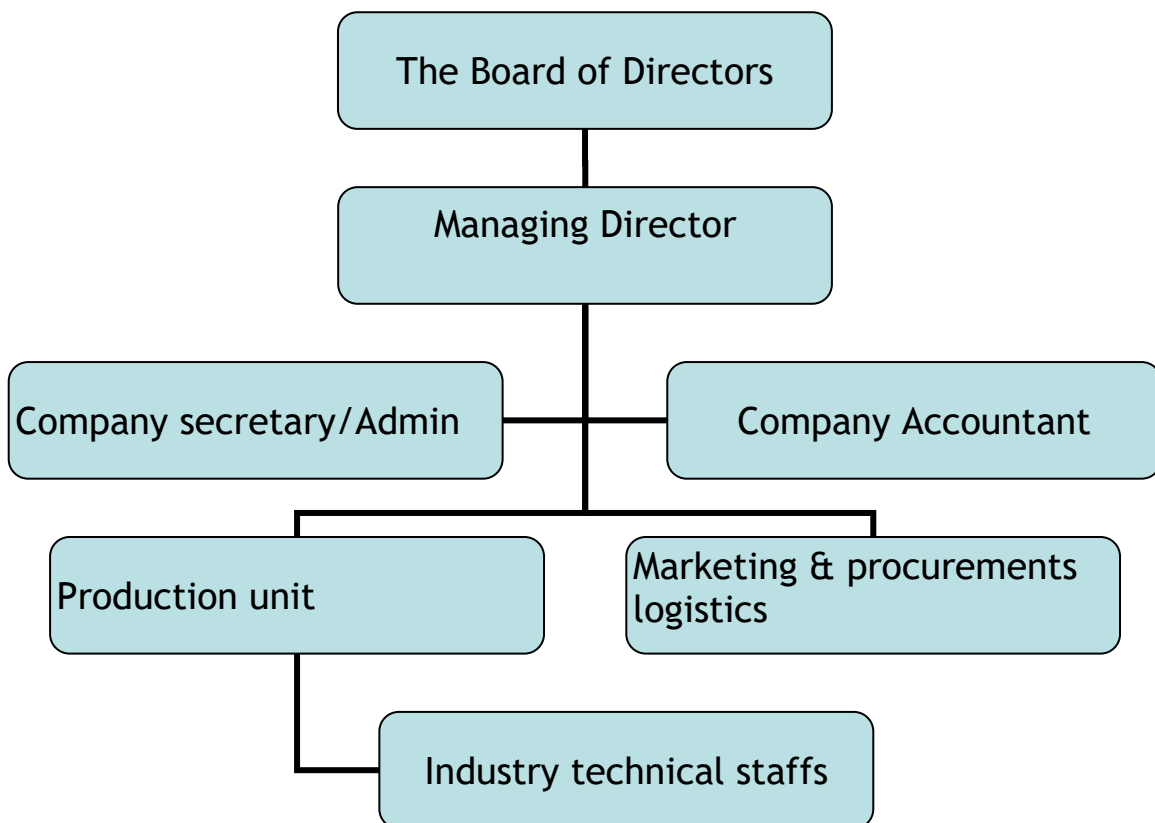 The Board of Directors
Managing Director
Company secretary/Admin
Company Accountant
Production unit
Marketing & procurements
logistics
Industry technical staffs